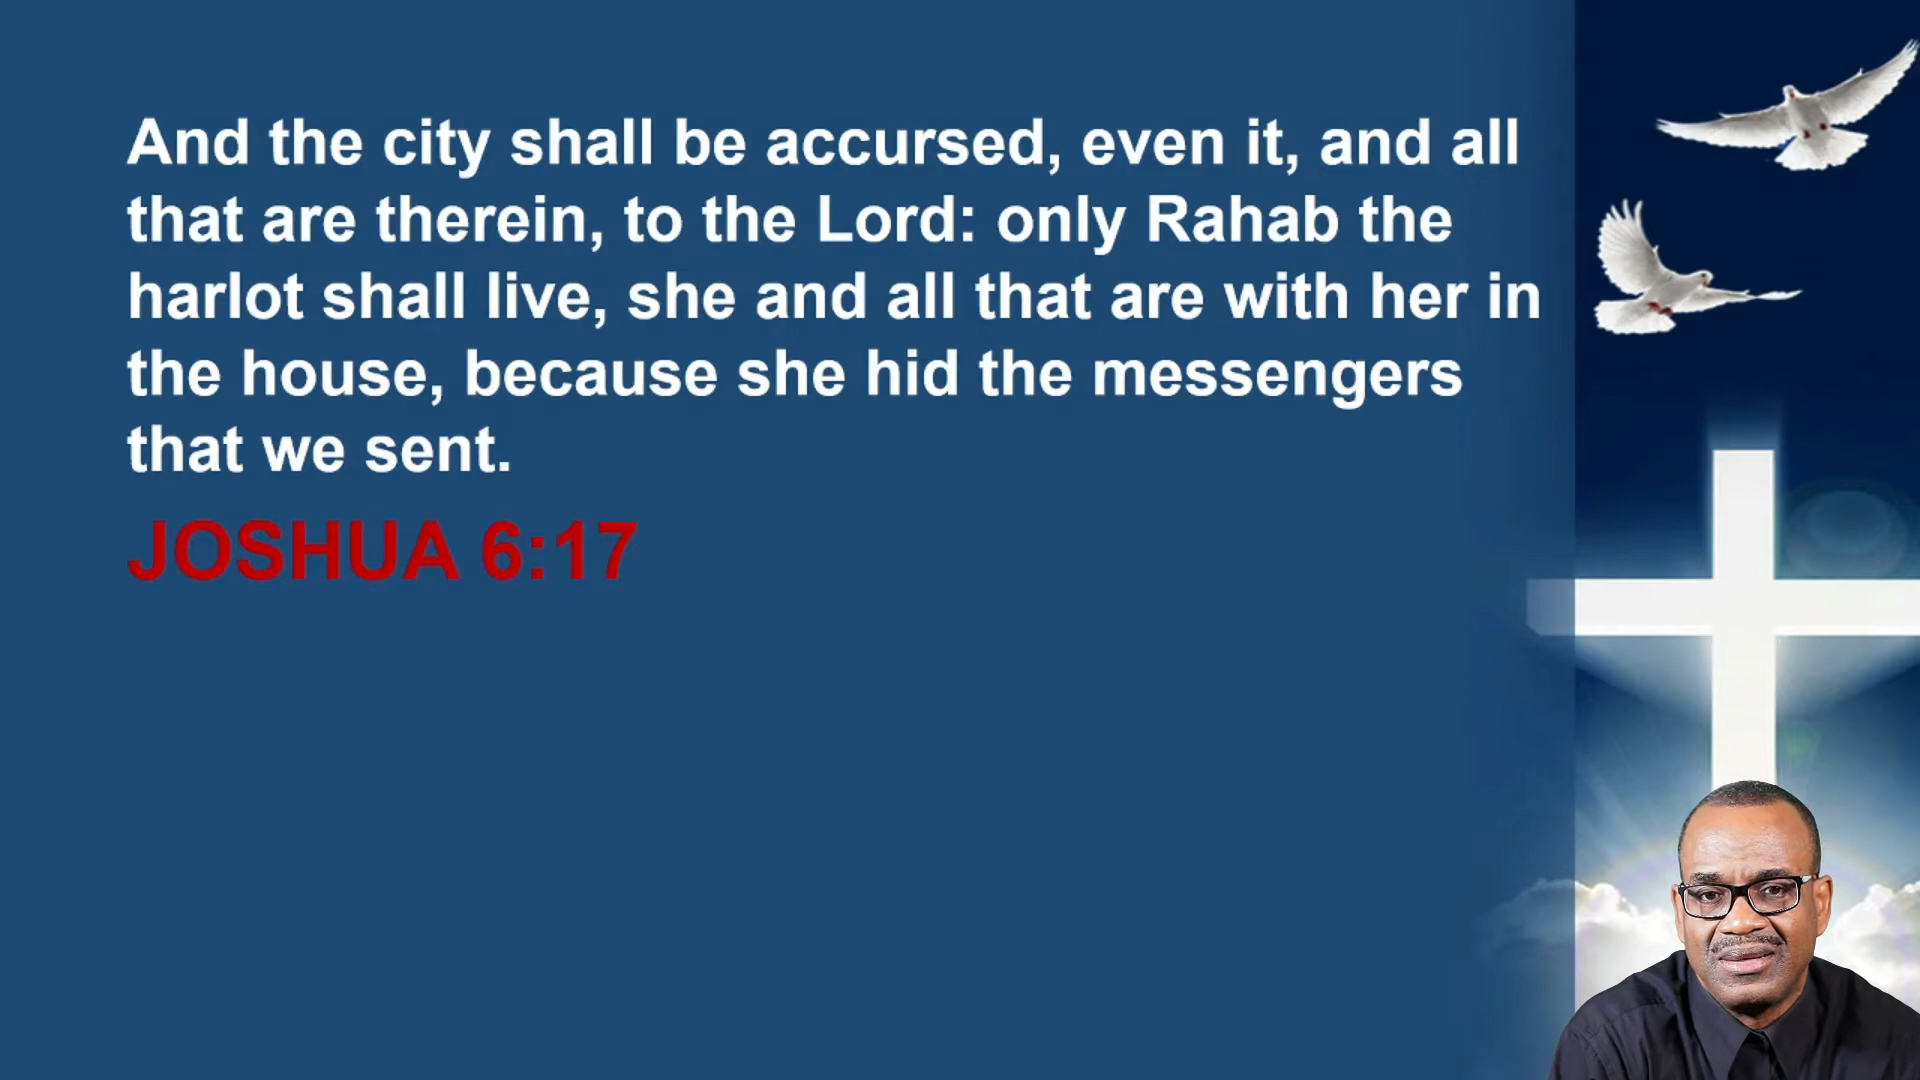 And the city shall be accursed, even it, and all
that are therein, to the Lord: only Rahab the
harlot shall live, she and all that are with her in
the house, because she hid the messengers
that we sent.
JOSHUA 6:17